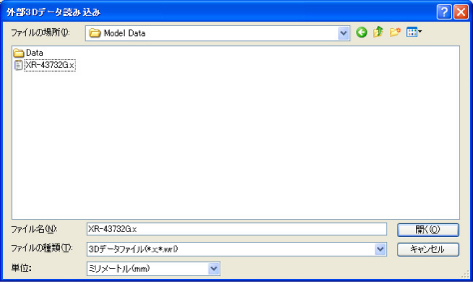 外部3Dデータ読み込み
ファイルの場所(I):
Model Data
Data
XR-43732G.x
ファイル名(N):
XR-43732G.x
開く(O)
ファイルの種類(T):
3Dデータファイル(*.x;*.wrl)
キャンセル
単位:
ミリメートル(mm)